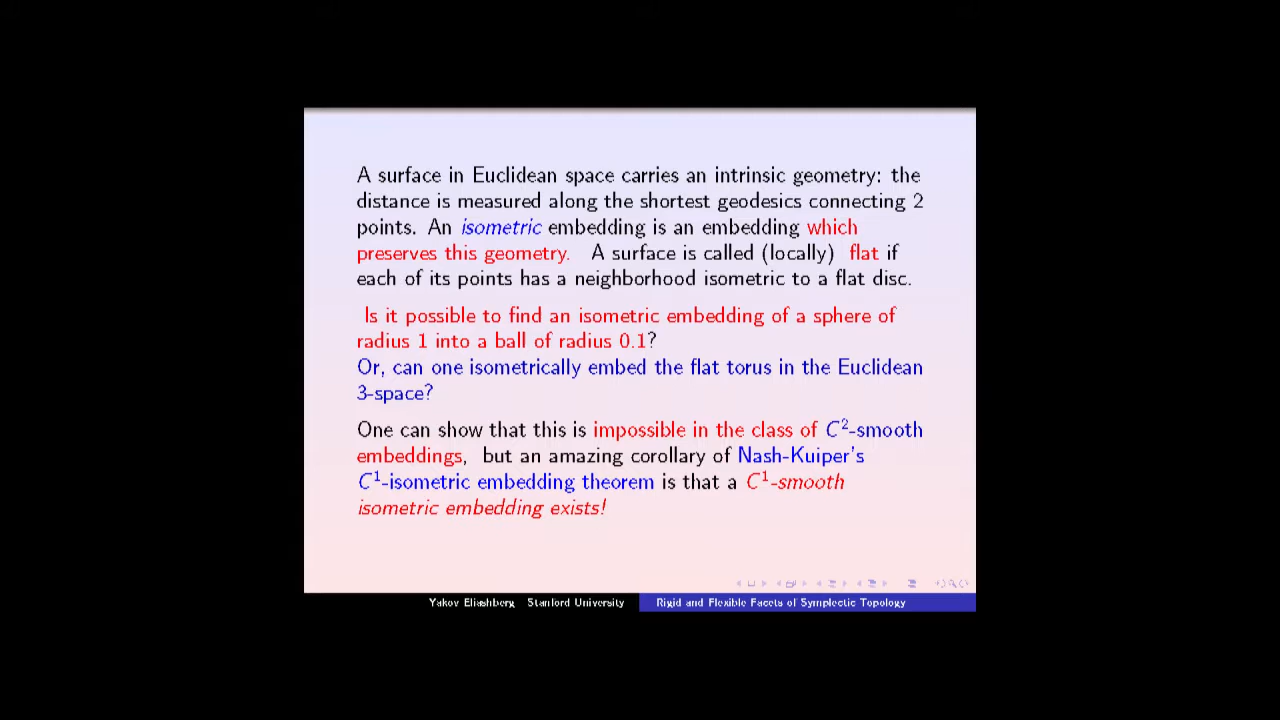 A surface in Euclidean space carries an intrinsic geometry: the
distance is measured along the shortest geodesics connecting 2
points. An isometric embedding is an embedding which
preserves this geometry. A surface is called (locally) flat if
each of its points has a neighborhood isometric to a flat disc.
Is it possible to find an isometric embedding of a sphere of
radius 1 into a ball of radius 0.1?
Or, can one isometrically embed the flat torus in the Euclidean
3-space?
One can show that this is impossible in the class of C²-smooth
embeddings, but an amazing corollary of Nash-Kuiper's
C¹-isometric embedding theorem is that a C¹-smooth
isometric embedding exists!
Yakov Eliashberg Stanford University Rigid and Flexible Facets of Symplectic Topology